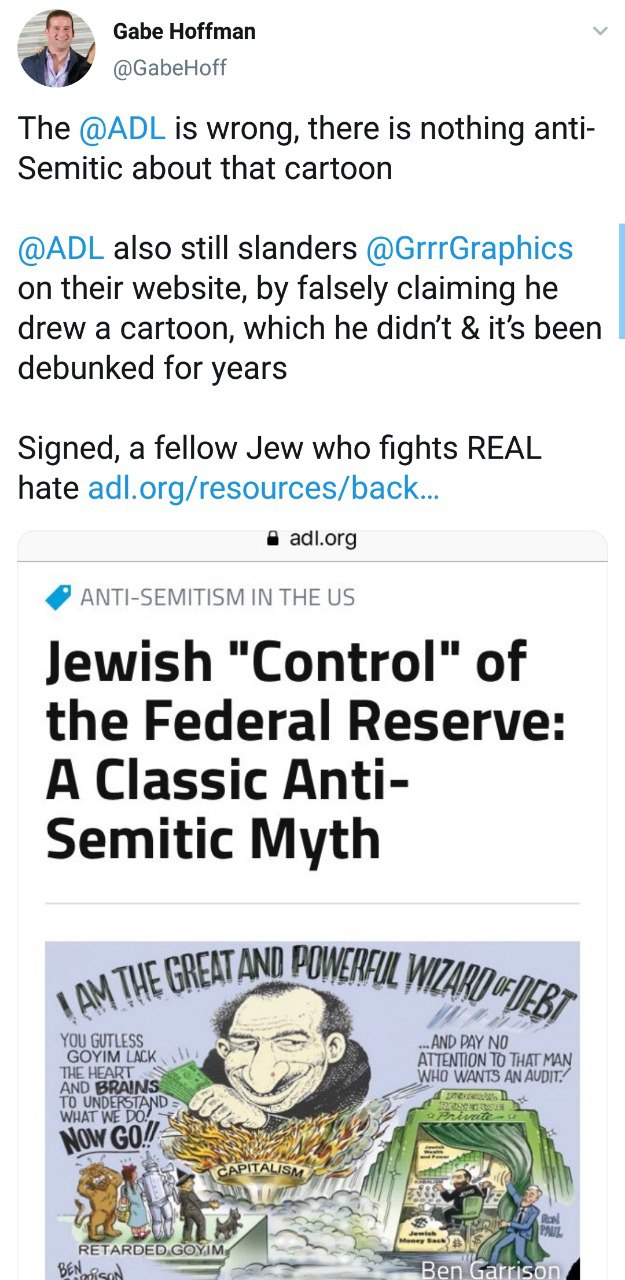 Gabe Hoffman
@GabeHoff
The @ADL is wrong, there is nothing anti-
Semitic about that cartoon
@ADL also still slanders @GrrrGraphics
on their website, by falsely claiming he
drew a cartoon, which he didn't & it's been
debunked for years
Signed, a fellow Jew who fights REAL
hate adl.org/resources/back...
adl.org
ANTI-SEMITISM IN THE US
Jewish "Control" of
the Federal Reserve:
A Classic Anti-
Semitic Myth
I AM THE GREAT AND POWERFUL WIZARD OF DEBT
YOU GUTLESS
GOYIM LACK
THE HEART
AND BRAINS
TO UNDERSTAND
WHAT WE DO!
NOW GO!!
...AND PAY NO
ATTENTION TO THAT MAN
WHO WANTS AN AUDIT!
FEDERAL
RESERVE
Private
Jewish
Wealth
and Power
CAPITALISM
RON
PAUL
Jewish
Money Sack
RETARDED GOYIM
BEN
Ben Garrison